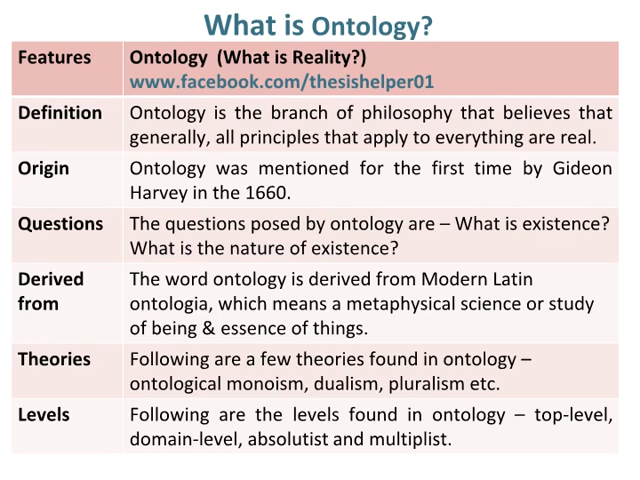 What is Ontology?
Features
Ontology (What is Reality?)
www.facebook.com/thesishelper01
Definition
Ontology is the branch of philosophy that believes that
generally, all principles that apply to everything are real.
Origin
Ontology was mentioned for the first time by Gideon
Harvey in the 1660.
Questions
The questions posed by ontology are – What is existence?
What is the nature of existence?
Derived
from
The word ontology is derived from Modern Latin
ontologia, which means a metaphysical science or study
of being & essence of things.
Theories
Following are a few theories found in ontology –
ontological monoism, dualism, pluralism etc.
Levels
Following are the levels found in ontology – top-level,
domain-level, absolutist and multiplist.